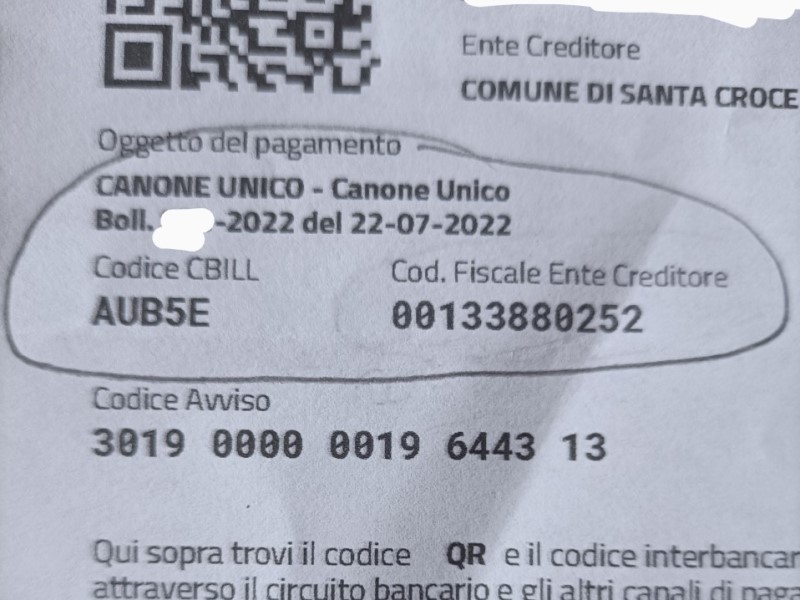 Ente Creditore
COMUNE DI SANTA CROCE
Oggetto del pagamento
CANONE UNICO - Canone Unico
Boll. -2022 del 22-07-2022
Codice CBILL
Cod. Fiscale Ente Creditore
AUB5E
00133880252
Codice Avviso
3019 0000 0019 6443 13
Qui sopra trovi il codice QR e il codice interbancar
attraverso il circuito bancario e gli altri canali di paga